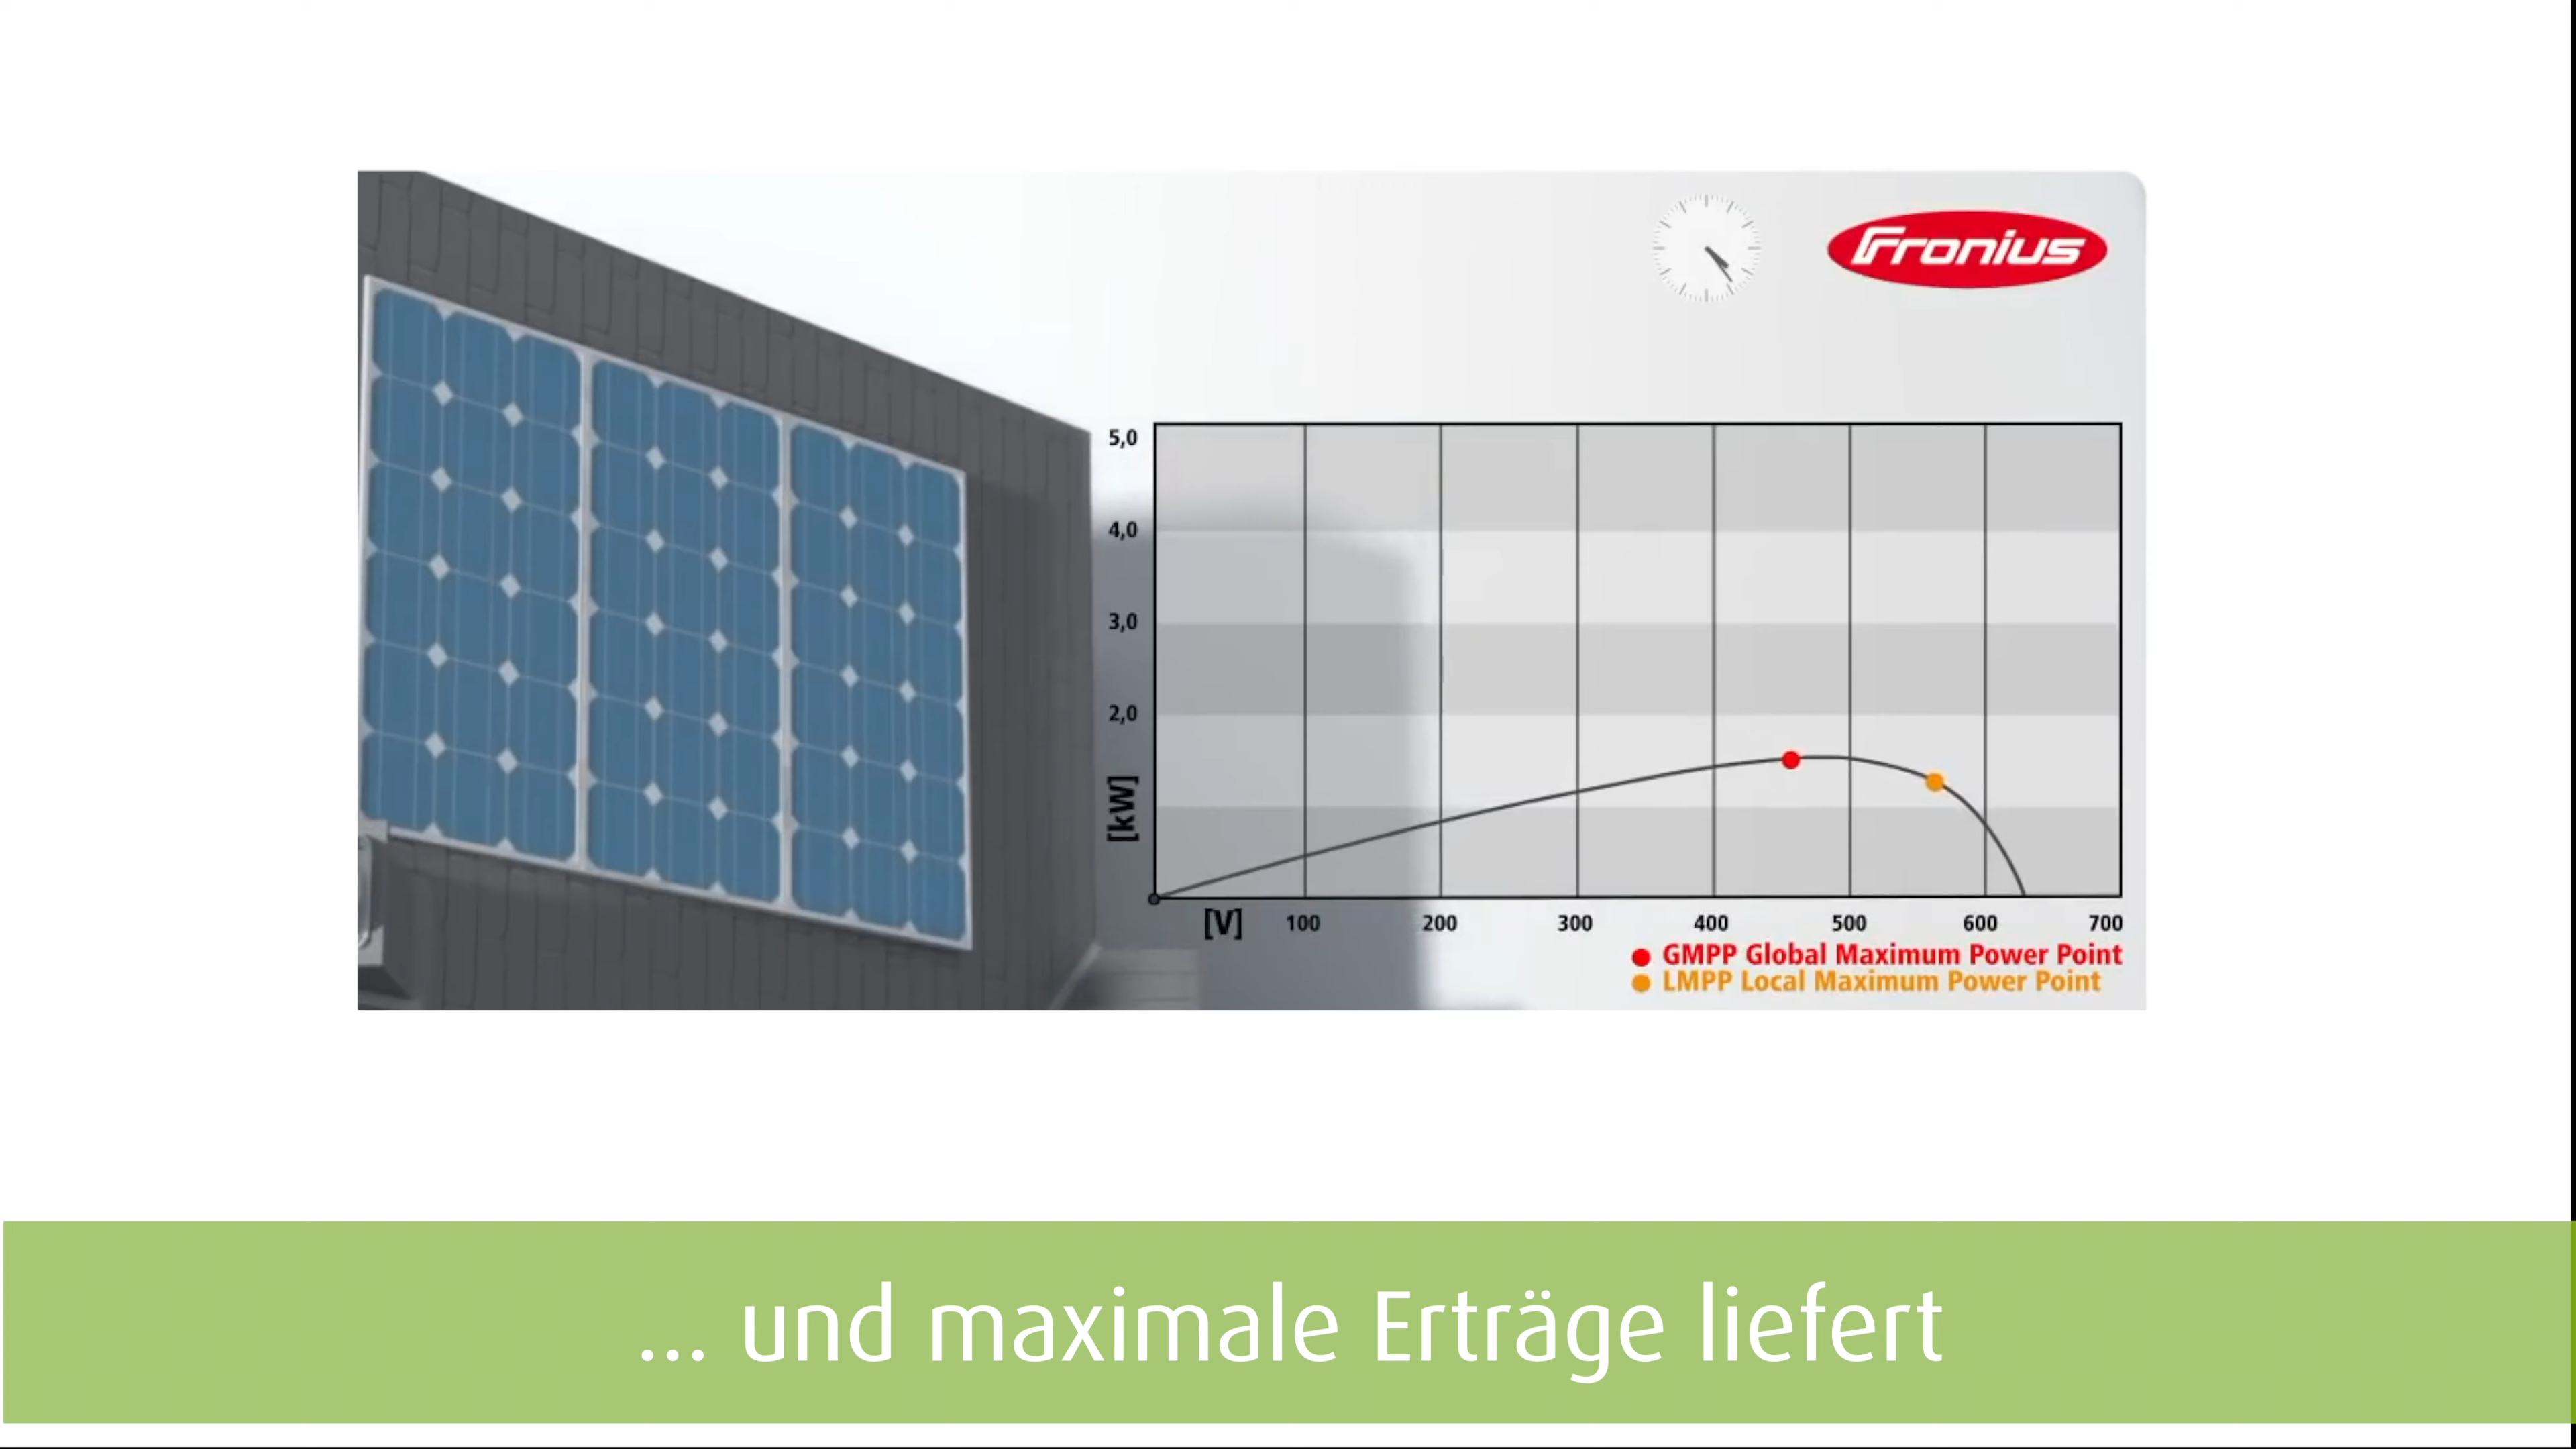 Fronius
5,0
4,0
3,0
2,0
[kW]
[V] 100 200 300 400 500 600 700
GMPP Global Maximum Power Point
LMPP Local Maximum Power Point
... und maximale Erträge liefert